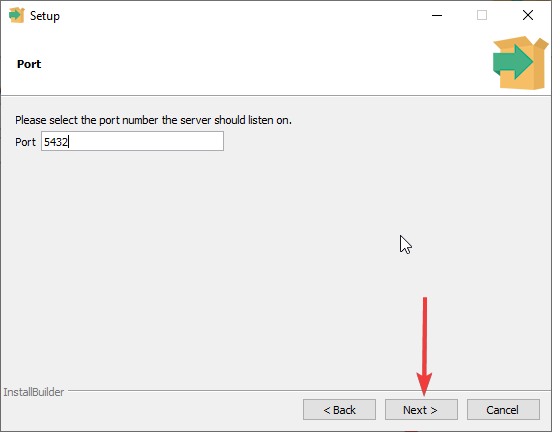 Setup
Port
Please select the port number the server should listen on.
Port 5432
InstallBuilder
< Back Next > Cancel